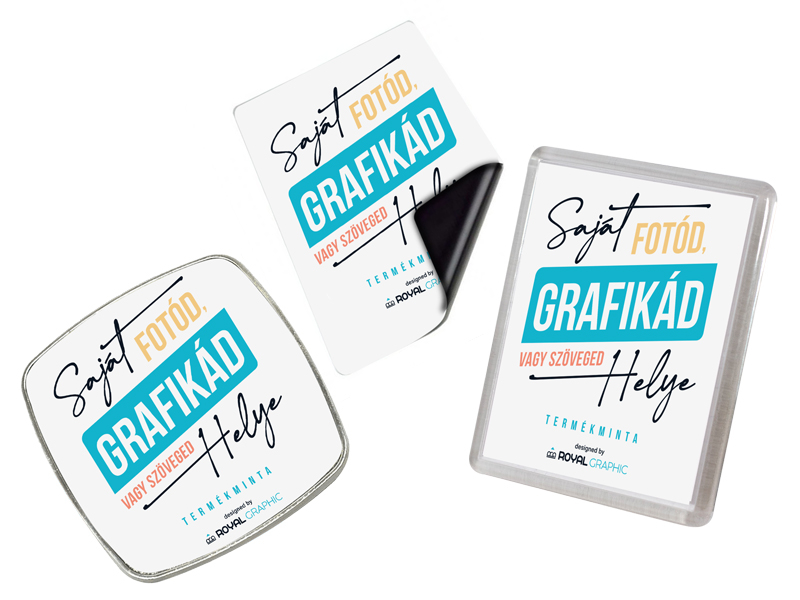 Saját FOTÓD,
GRAFIKÁD
VAGY SZÖVEGED Helye
TERMÉKMINTA
designed by
ROYAL GRAPHIC
Saját FOTÓD,
GRAFIKÁD
VAGY SZÖVEGED Helye
TERMÉKMINTA
designed by
ROYAL GRAPHIC
Saját FOTÓD,
GRAFIKÁD
VAGY SZÖVEGED Helye
TERMÉKMINTA
designed by
ROYAL GRAPHIC